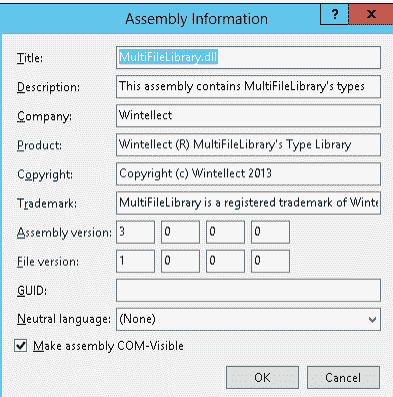 Assembly Information
? x
Title: MultiFileLibrary.dll
Description: This assembly contains MultiFileLibrary's types
Company: Wintellect
Product: Wintellect (R) MultiFileLibrary's Type Library
Copyright: Copyright (c) Wintellect 2013
Trademark: MultiFileLibrary is a registered trademark of Winte
Assembly version: 3 0 0 0
File version: 1 0 0 0
GUID:
Neutral language: (None)
Make assembly COM-Visible
OK Cancel